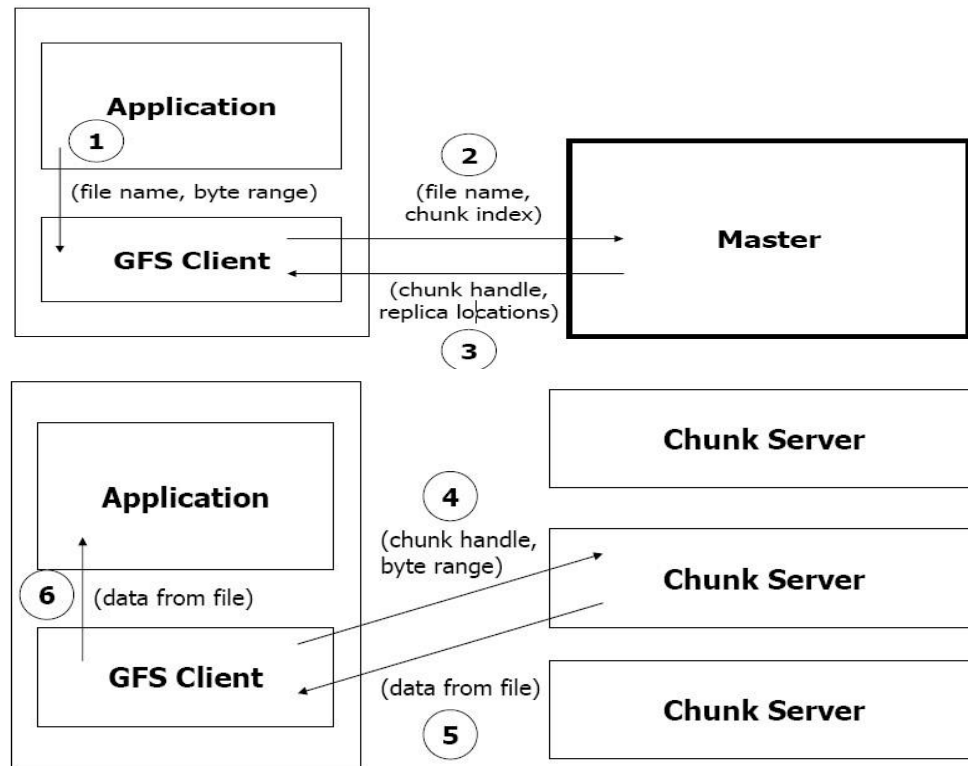 Application
1
(file name, byte range)
GFS Client
2
(file name,
chunk index)
Master
(chunk handle,
replica locations)
3
Application
6
(data from file)
GFS Client
4
(chunk handle,
byte range)
(data from file)
5
Chunk Server
Chunk Server
Chunk Server